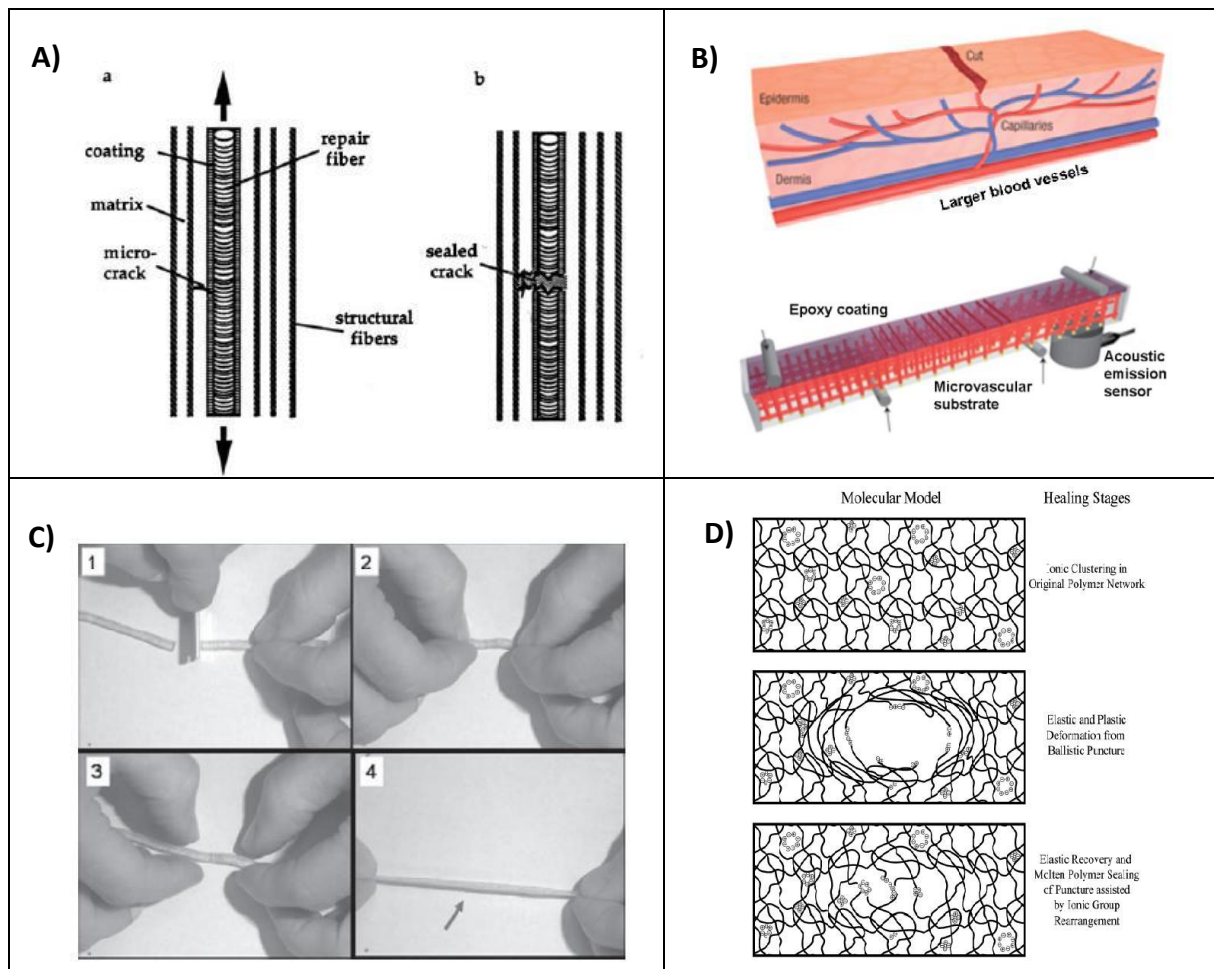 A)
a
b
coating
repair
fiber
matrix
micro-
crack
sealed
crack
structural
fibers
B)
Cut
Epidermis
Capillaries
Dermis
Larger blood vessels
Epoxy coating
Microvascular
substrate
Acoustic
emission
sensor
C)
1
2
3
4
D)
Molecular Model
Healing Stages
Ionic Clustering in
Original Polymer Network
Elastic and Plastic
Deformation from
Ballistic Puncture
Elastic Recovery and
Molten Polymer Sealing
of Puncture assisted
by Ionic Group
Rearrangement